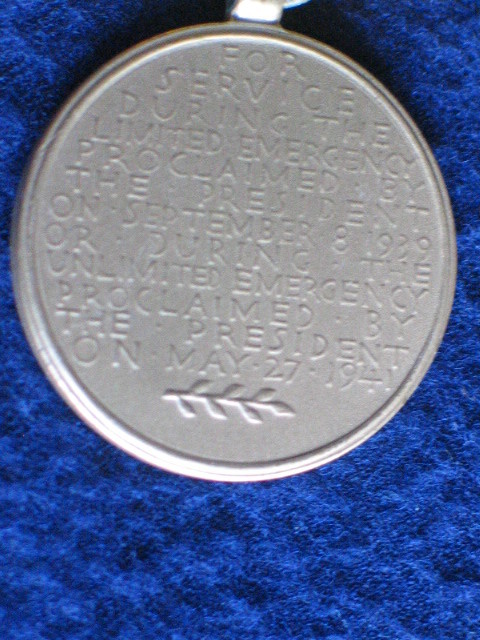 FOR
SERVICE
DURING THE
LIMITED EMERGENCY
PROCLAIMED · BY
THE · PRESIDENT
ON · SEPTEMBER 8 1939
OR · DURING · THE
UNLIMITED EMERGENCY
PROCLAIMED · BY
THE · PRESIDENT
ON · MAY · 27 · 1941